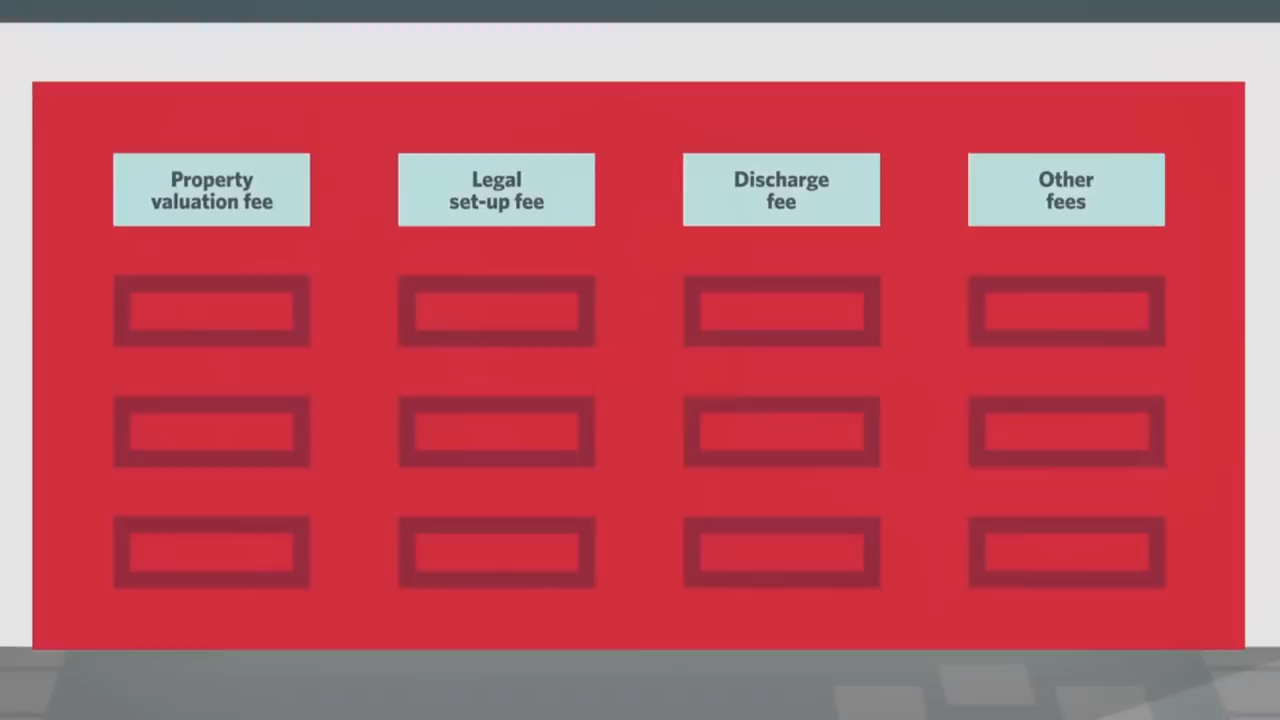 Property
valuation fee
Legal
set-up fee
Discharge
fee
Other
fees